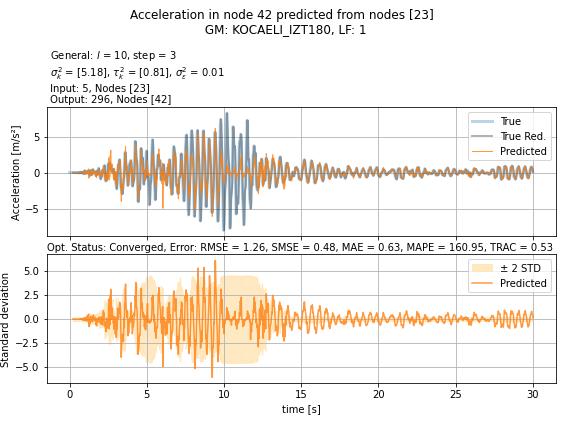 Acceleration in node 42 predicted from nodes [23]
GM: KOCAELI_IZT180, LF: 1
General: l = 10, step = 3
σ²ₖ = [5.18], τ²ₖ = [0.81], σ²ε = 0.01
Input: 5, Nodes [23]
Output: 296, Nodes [42]
Acceleration [m/s²]
5
0
−5
True
True Red.
Predicted
Opt. Status: Converged, Error: RMSE = 1.26, SMSE = 0.48, MAE = 0.63, MAPE = 160.95, TRAC = 0.53
Standard deviation
5.0
2.5
0.0
−2.5
−5.0
± 2 STD
Predicted
0 5 10 15 20 25 30
time [s]